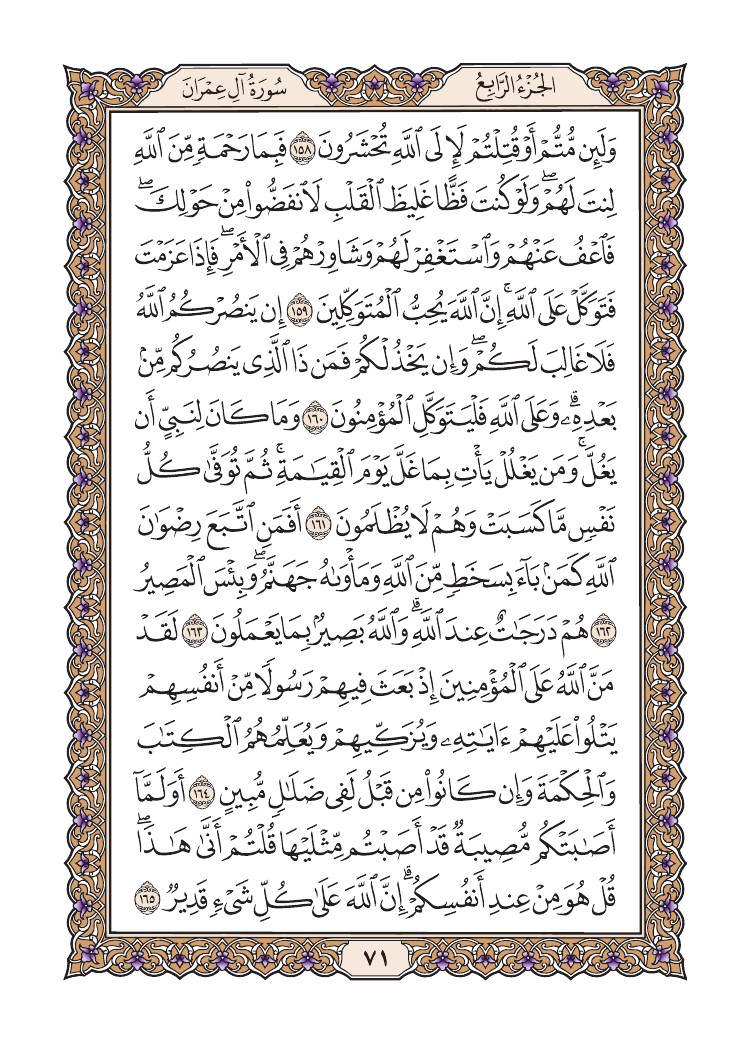 الجُزْءُ الرَّابِعُ
سُورَةُ آلِ عِمْرَانَ
وَلَئِن مُّتُّمْ أَوْ قُتِلْتُمْ لَإِلَى ٱللَّهِ تُحْشَرُونَ ١٥٨ فَبِمَا رَحْمَةٍ مِّنَ ٱللَّهِ
لِنتَ لَهُمْۖ وَلَوْ كُنتَ فَظًّا غَلِيظَ ٱلْقَلْبِ لَٱنفَضُّوا۟ مِنْ حَوْلِكَۖ
فَٱعْفُ عَنْهُمْ وَٱسْتَغْفِرْ لَهُمْ وَشَاوِرْهُمْ فِى ٱلْأَمْرِۖ فَإِذَا عَزَمْتَ
فَتَوَكَّلْ عَلَى ٱللَّهِۚ إِنَّ ٱللَّهَ يُحِبُّ ٱلْمُتَوَكِّلِينَ ١٥٩ إِن يَنصُرْكُمُ ٱللَّهُ
فَلَا غَالِبَ لَكُمْۖ وَإِن يَخْذُلْكُمْ فَمَن ذَا ٱلَّذِى يَنصُرُكُم مِّنۢ
بَعْدِهِۦۗ وَعَلَى ٱللَّهِ فَلْيَتَوَكَّلِ ٱلْمُؤْمِنُونَ ١٦٠ وَمَا كَانَ لِنَبِىٍّ أَن
يَغُلَّۚ وَمَن يَغْلُلْ يَأْتِ بِمَا غَلَّ يَوْمَ ٱلْقِيَٰمَةِۚ ثُمَّ تُوَفَّىٰ كُلُّ
نَفْسٍ مَّا كَسَبَتْ وَهُمْ لَا يُظْلَمُونَ ١٦١ أَفَمَنِ ٱتَّبَعَ رِضْوَٰنَ
ٱللَّهِ كَمَنۢ بَآءَ بِسَخَطٍ مِّنَ ٱللَّهِ وَمَأْوَىٰهُ جَهَنَّمُۖ وَبِئْسَ ٱلْمَصِيرُ
١٦٢ هُمْ دَرَجَٰتٌ عِندَ ٱللَّهِۗ وَٱللَّهُ بَصِيرٌۢ بِمَا يَعْمَلُونَ ١٦٣ لَقَدْ
مَنَّ ٱللَّهُ عَلَى ٱلْمُؤْمِنِينَ إِذْ بَعَثَ فِيهِمْ رَسُولًا مِّنْ أَنفُسِهِمْ
يَتْلُوا۟ عَلَيْهِمْ ءَايَٰتِهِۦ وَيُزَكِّيهِمْ وَيُعَلِّمُهُمُ ٱلْكِتَٰبَ
وَٱلْحِكْمَةَ وَإِن كَانُوا۟ مِن قَبْلُ لَفِى ضَلَٰلٍ مُّبِينٍ ١٦٤ أَوَلَمَّآ
أَصَٰبَتْكُم مُّصِيبَةٌ قَدْ أَصَبْتُم مِّثْلَيْهَا قُلْتُمْ أَنَّىٰ هَٰذَاۖ
قُلْ هُوَ مِنْ عِندِ أَنفُسِكُمْۗ إِنَّ ٱللَّهَ عَلَىٰ كُلِّ شَىْءٍ قَدِيرٌ ١٦٥
٧١